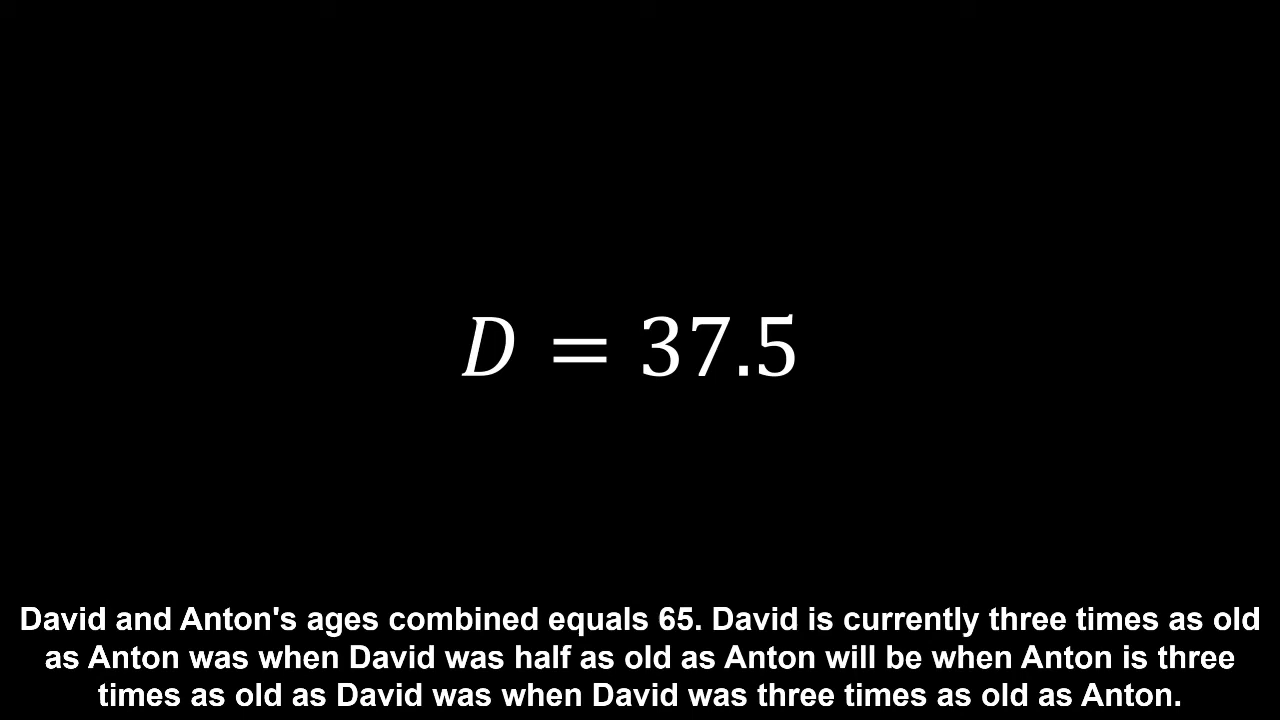 D = 37.5
David and Anton's ages combined equals 65. David is currently three times as old
as Anton was when David was half as old as Anton will be when Anton is three
times as old as David was when David was three times as old as Anton.